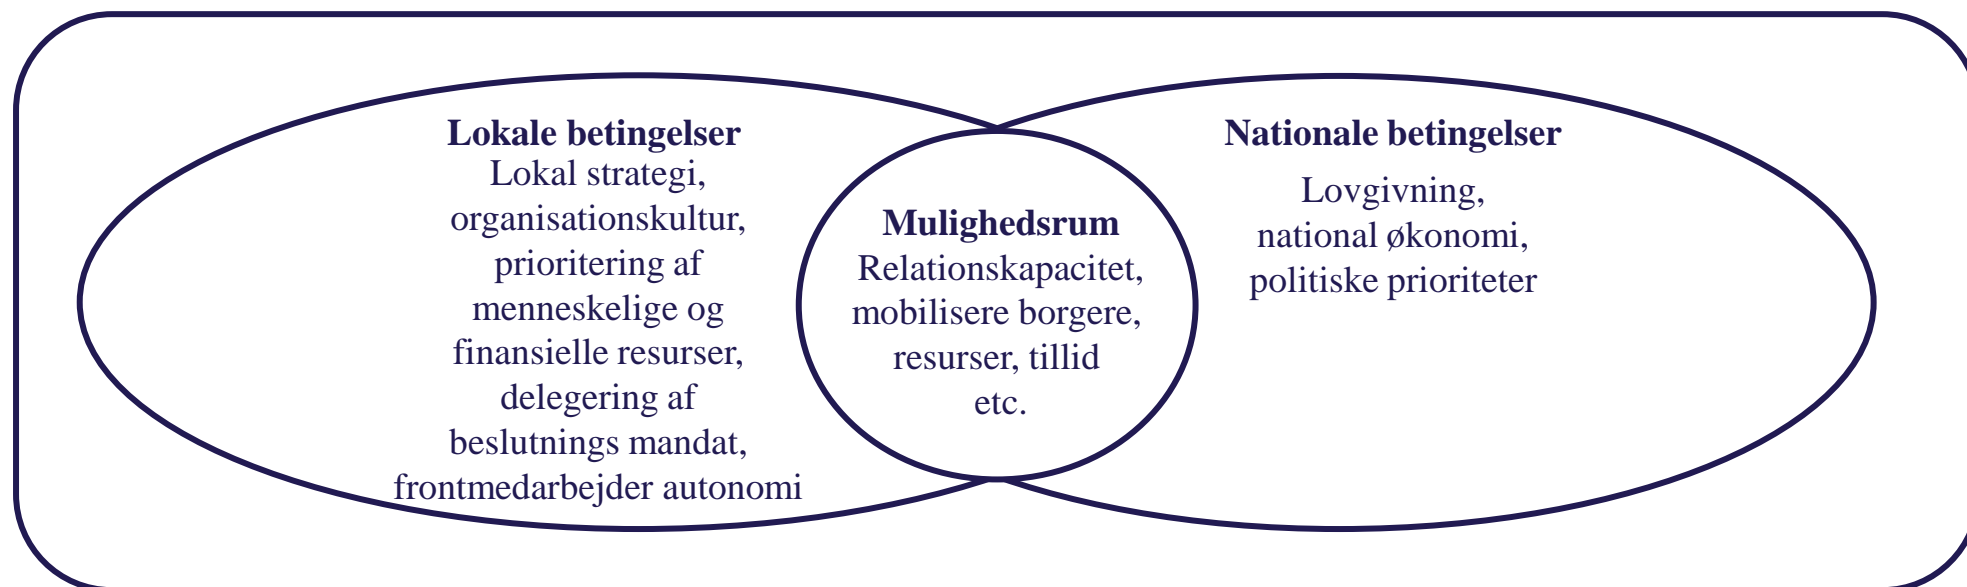 Lokale betingelser
Lokal strategi,
organisationskultur,
prioritering af
menneskelige og
finansielle resurser,
delegering af
beslutnings mandat,
frontmedarbejder autonomi
Mulighedsrum
Relationskapacitet,
mobilisere borgere,
resurser, tillid
etc.
Nationale betingelser
Lovgivning,
national økonomi,
politiske prioriteter